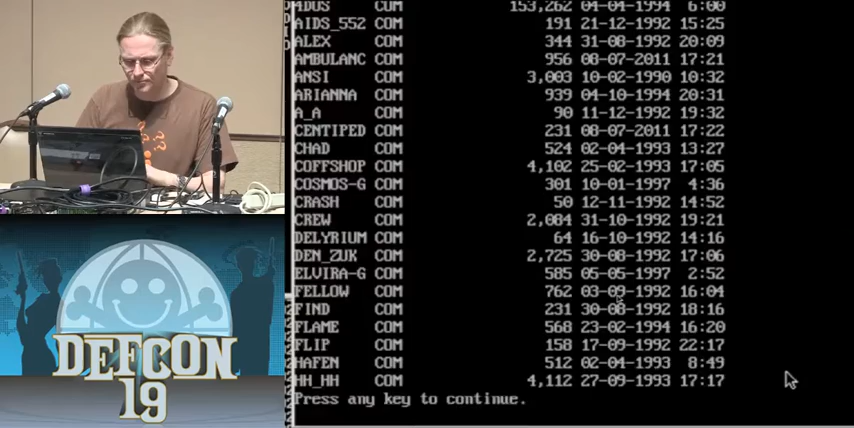 4DOS COM 153,262 04-04-1994 6:00
AIDS_552 COM 191 21-12-1992 15:25
ALEX COM 344 31-08-1992 20:09
AMBULANC COM 956 08-07-2011 17:21
ANSI COM 3,003 10-02-1990 10:32
ARIANNA COM 939 04-10-1994 20:31
A_A COM 90 11-12-1992 19:32
CENTIPED COM 231 08-07-2011 17:22
CHAD COM 524 02-04-1993 13:27
COFFSHOP COM 4,102 25-02-1993 17:05
COSMOS-G COM 301 10-01-1997 4:36
CRASH COM 50 12-11-1992 14:52
CREW COM 2,084 31-10-1992 19:21
DELYRIUM COM 64 16-10-1992 14:16
DEN_ZUK COM 2,725 30-08-1992 17:06
ELVIRA-G COM 585 05-05-1997 2:52
FELLOW COM 762 03-09-1992 16:04
FIND COM 231 30-08-1992 18:16
FLAME COM 568 23-02-1994 16:20
FLIP COM 158 17-09-1992 22:17
HAFEN COM 512 02-04-1993 8:49
HH_HH COM 4,112 27-09-1993 17:17
Press any key to continue.
DEFCON
19